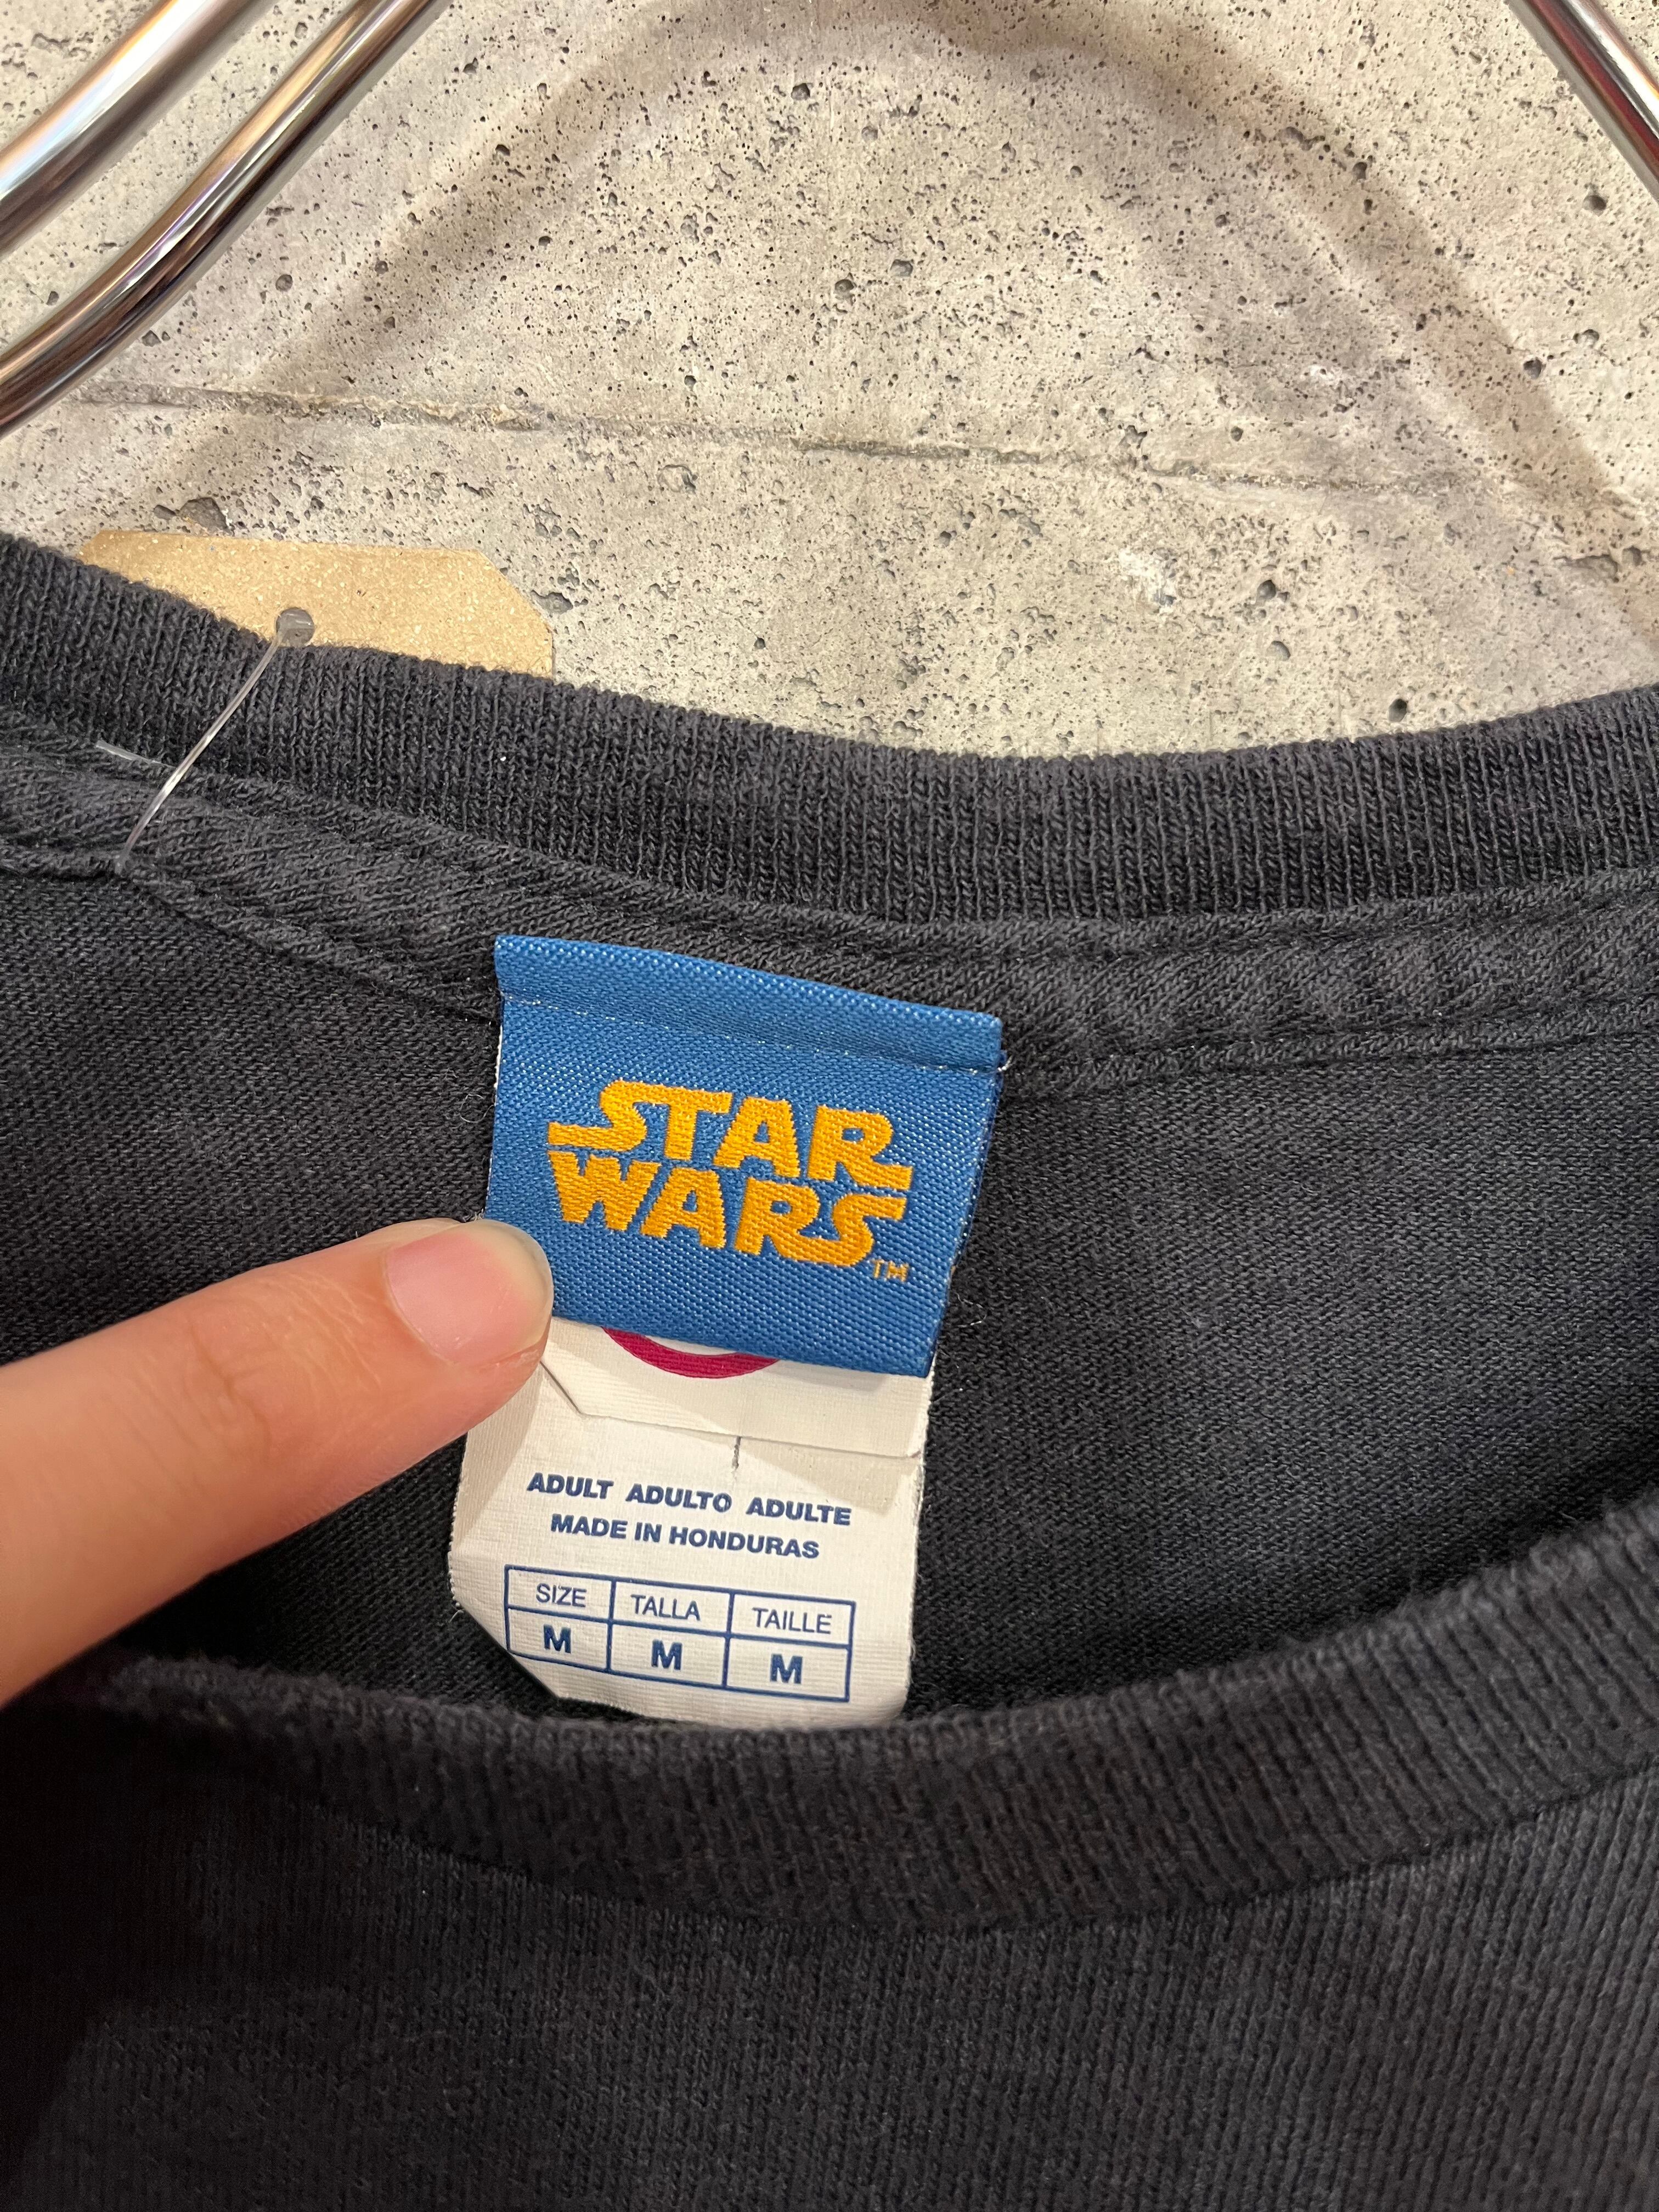 STAR
WARS
TM
ADULT ADULTO ADULTE
MADE IN HONDURAS
SIZE TALLA TAILLE
M M M